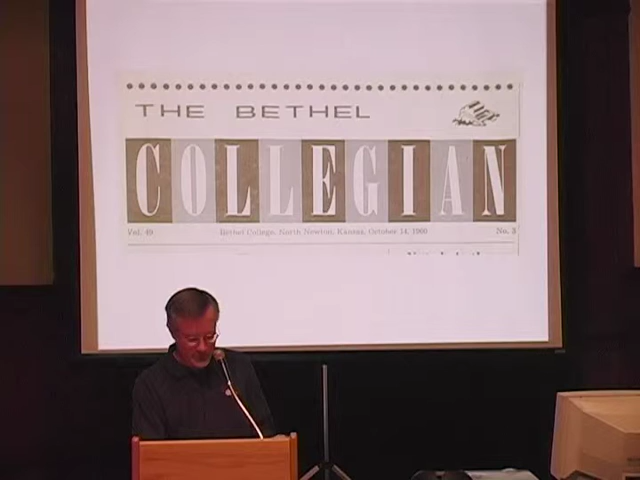 THE BETHEL
COLLEGIAN
Vol. 49 Bethel College, North Newton, Kansas, October 14, 1960 No. 3